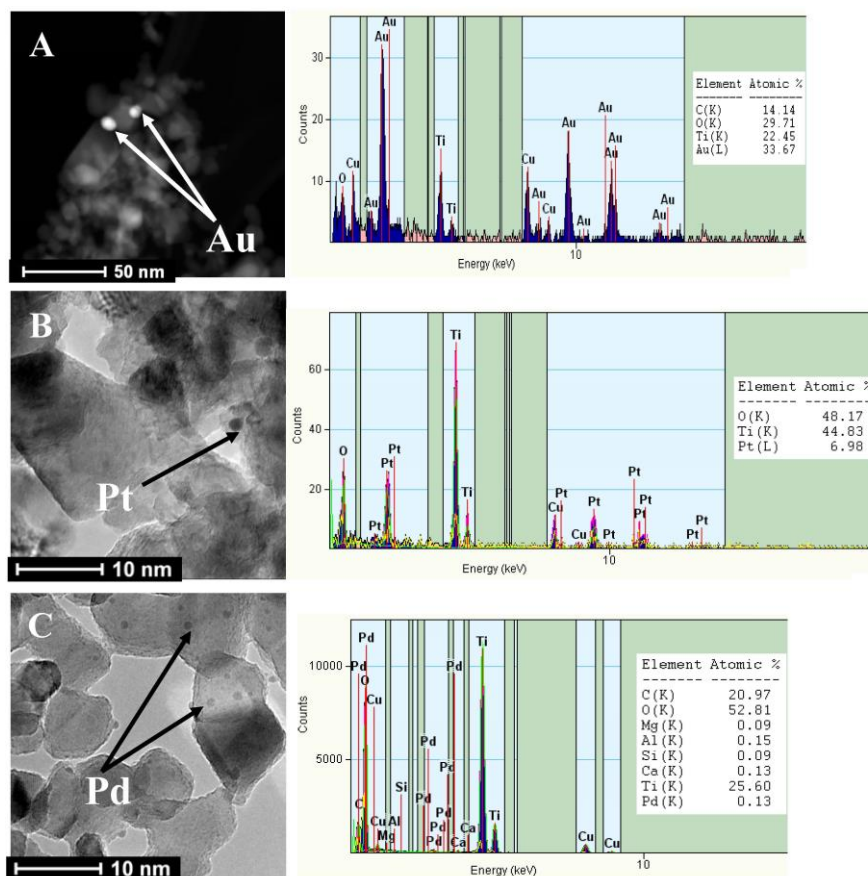 A
Au
50 nm
Counts
30
20
10
O
Cu
Au
Au
Au
Ti
Ti
Cu
Au
Cu
Au
Au
Au
Au
Au
Au
Au
10
Energy (keV)
Element Atomic %
------- --------
C(K) 14.14
O(K) 29.71
Ti(K) 22.45
Au(L) 33.67
B
Pt
10 nm
Counts
60
40
20
O
Pt
Pt
Pt
Ti
Ti
Cu
Pt
Cu
Pt
Pt
Pt
Pt
Pt
Pt
Pt
10
Energy (keV)
Element Atomic %
------- --------
O(K) 48.17
Ti(K) 44.83
Pt(L) 6.98
C
Pd
10 nm
Counts
10000
5000
Pd
Pd
O
Cu
C
Cu
Mg
Al
Si
Pd
Pd
Pd
Pd
Pd
Pd
Pd
Ca
Ca
Ti
Ti
Cu
Cu
10
Energy (keV)
Element Atomic %
------- --------
C(K) 20.97
O(K) 52.81
Mg(K) 0.09
Al(K) 0.15
Si(K) 0.09
Ca(K) 0.13
Ti(K) 25.60
Pd(K) 0.13